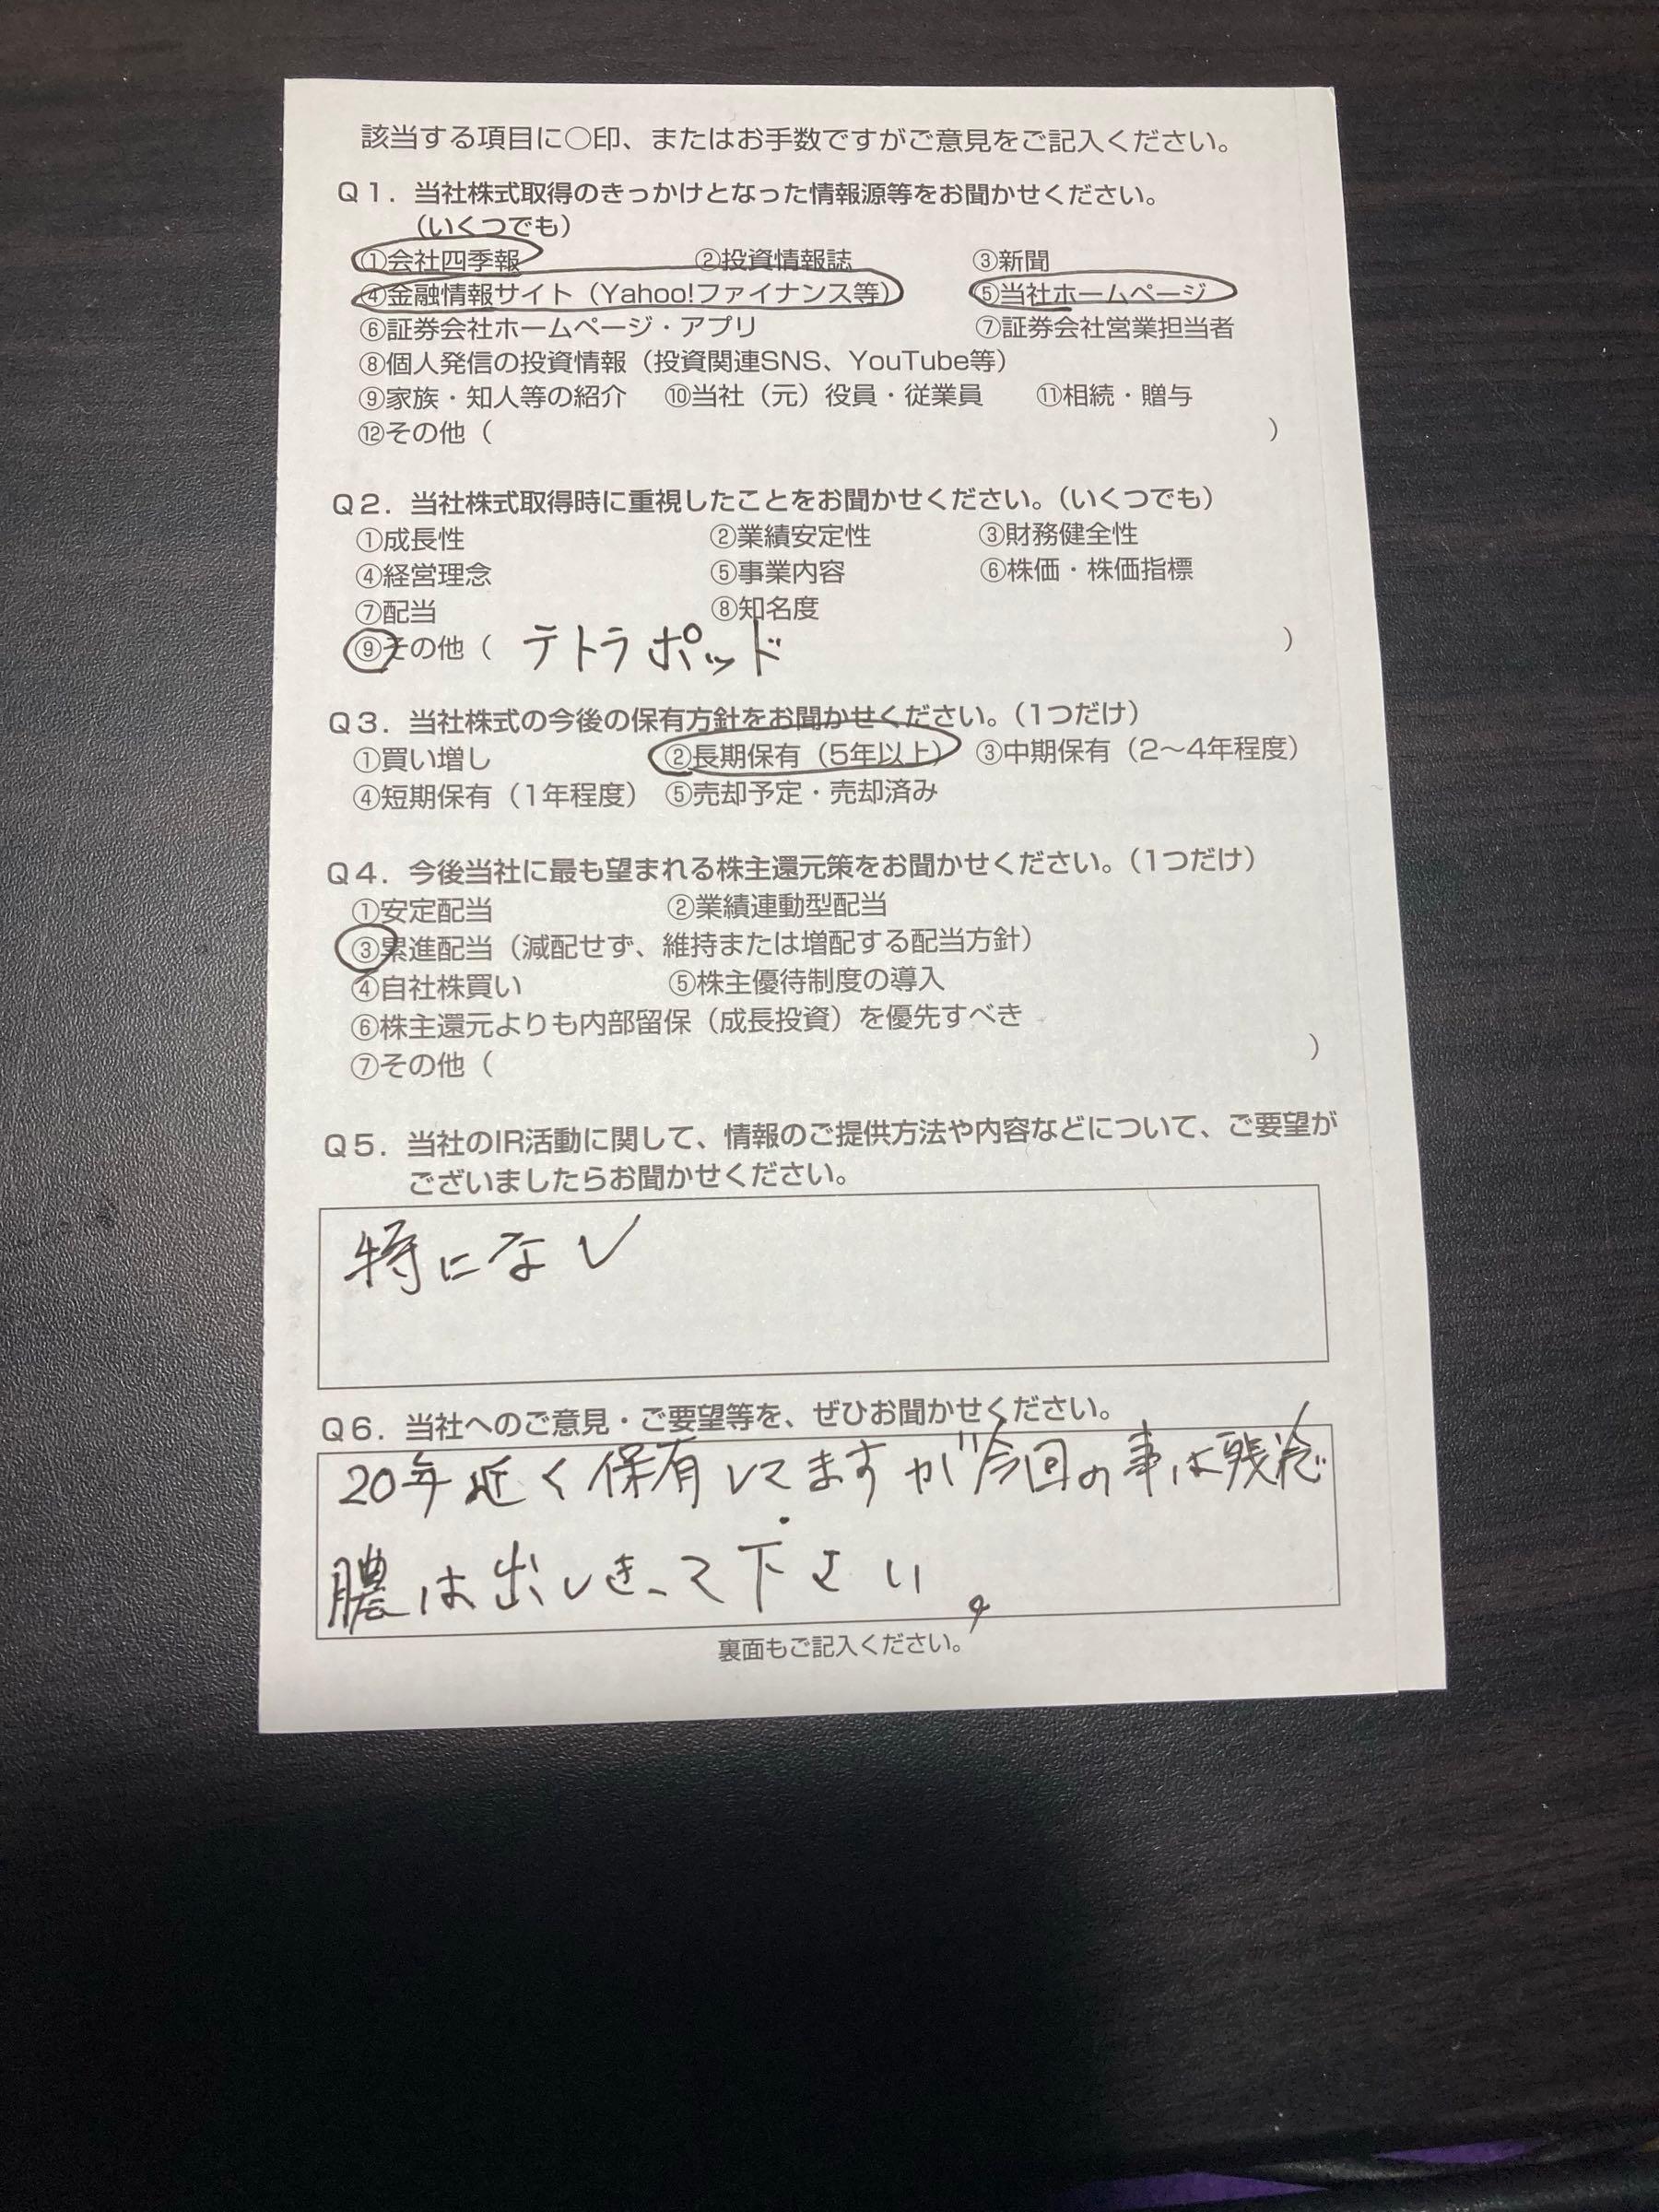 該当する項目に○印、またはお手数ですがご意見をご記入ください。
Q1. 当社株式取得のきっかけとなった情報源等をお聞かせください。
（いくつでも）
①会社四季報 ②投資情報誌 ③新聞
④金融情報サイト（Yahoo!ファイナンス等） ⑤当社ホームページ
⑥証券会社ホームページ・アプリ ⑦証券会社営業担当者
⑧個人発信の投資情報（投資関連SNS、YouTube等）
⑨家族・知人等の紹介 ⑩当社（元）役員・従業員 ⑪相続・贈与
⑫その他（ ）
Q2. 当社株式取得時に重視したことをお聞かせください。（いくつでも）
①成長性 ②業績安定性 ③財務健全性
④経営理念 ⑤事業内容 ⑥株価・株価指標
⑦配当 ⑧知名度
⑨その他（ テトラポッド ）
Q3. 当社株式の今後の保有方針をお聞かせください。（1つだけ）
①買い増し ②長期保有（5年以上） ③中期保有（2〜4年程度）
④短期保有（1年程度） ⑤売却予定・売却済み
Q4. 今後当社に最も望まれる株主還元策をお聞かせください。（1つだけ）
①安定配当 ②業績連動型配当
③累進配当（減配せず、維持または増配する配当方針）
④自社株買い ⑤株主優待制度の導入
⑥株主還元よりも内部留保（成長投資）を優先すべき
⑦その他（ ）
Q5. 当社のIR活動に関して、情報のご提供方法や内容などについて、ご要望が
ございましたらお聞かせください。
特になし
Q6. 当社へのご意見・ご要望等を、ぜひお聞かせください。
20年近く保有してますが今回の事は残念
膿は出しきって下さい。
裏面もご記入ください。